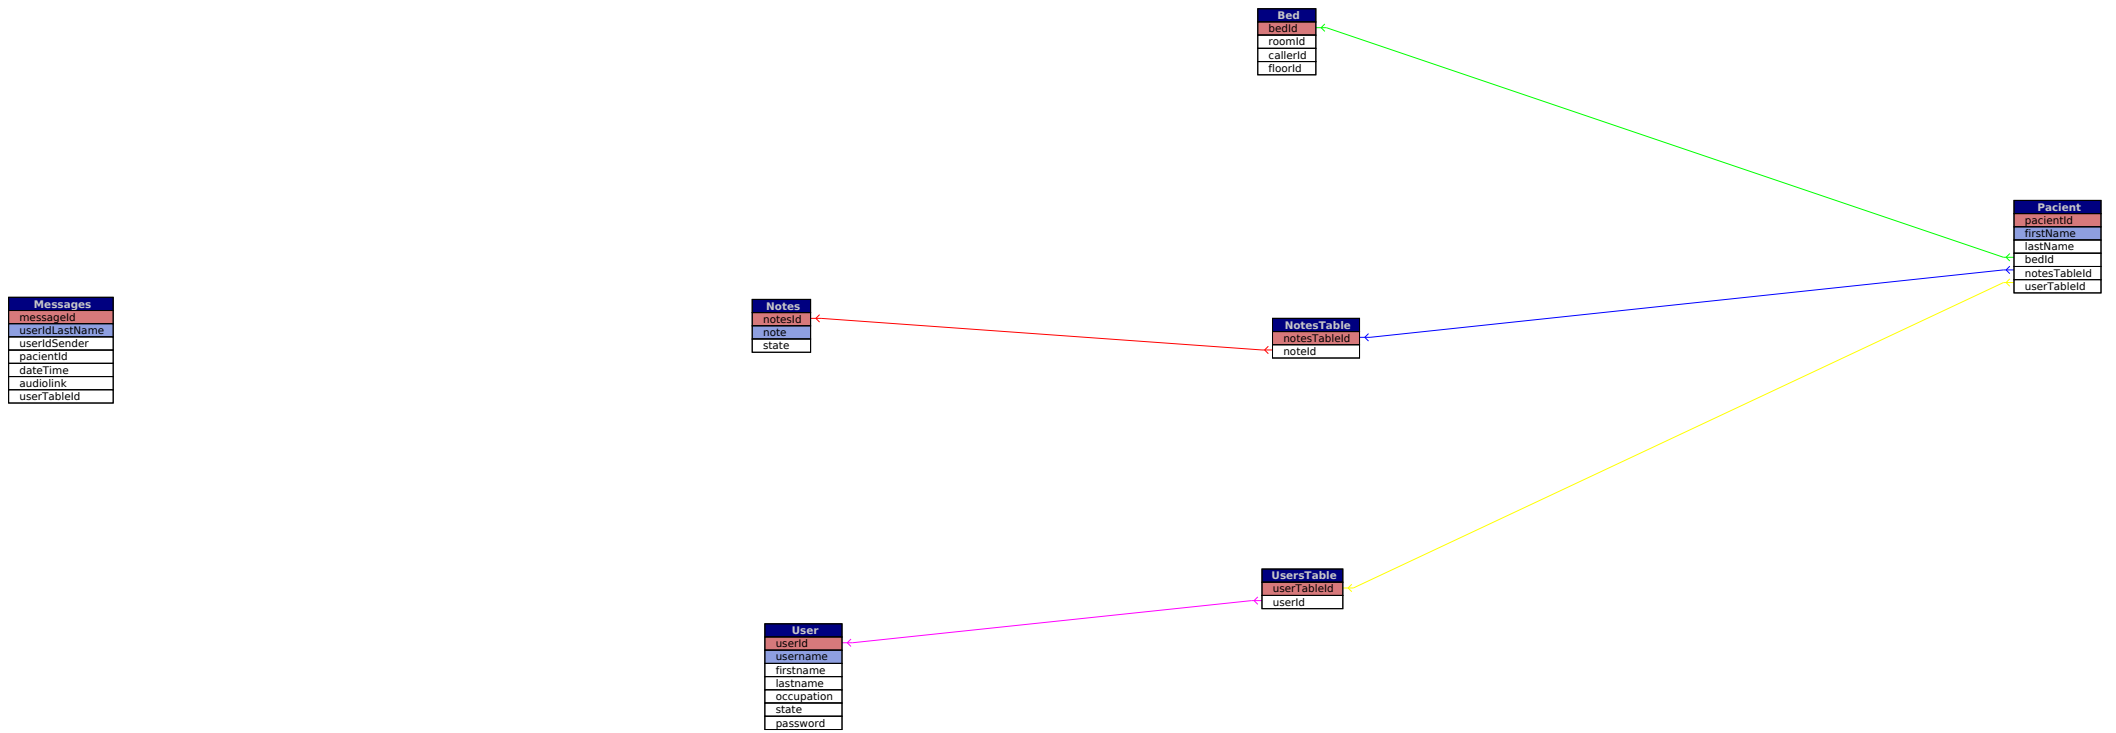 Bed
bedId
roomId
callerId
floorId
Pacient
pacientId
firstName
lastName
bedId
notesTableId
userTableId
Messages
messageId
userIdLastName
userIdSender
pacientId
dateTime
audiolink
userTableId
Notes
notesId
note
state
NotesTable
notesTableId
noteId
UsersTable
userTableId
userId
User
userId
username
firstname
lastname
occupation
state
password